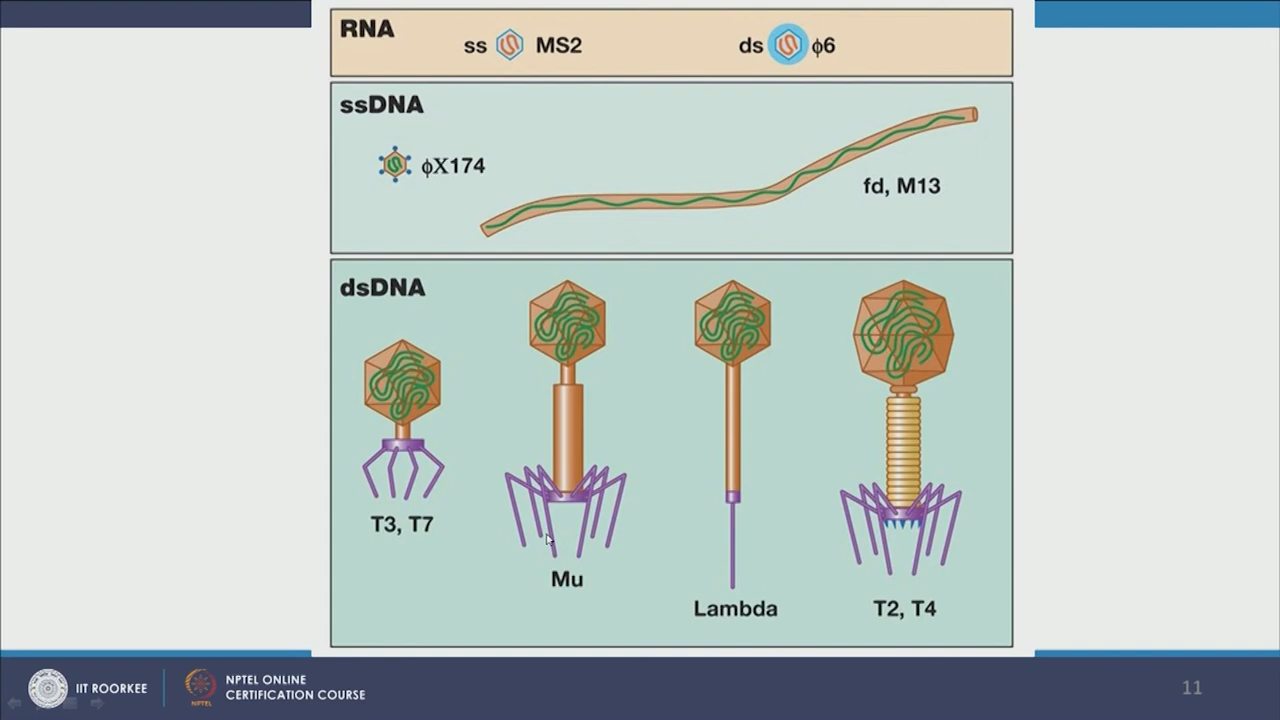 RNA
ss MS2
ds ϕ6
ssDNA
ϕX174
fd, M13
dsDNA
T3, T7
Mu
Lambda
T2, T4
IIT ROORKEE
NPTEL
NPTEL ONLINE
CERTIFICATION COURSE
11